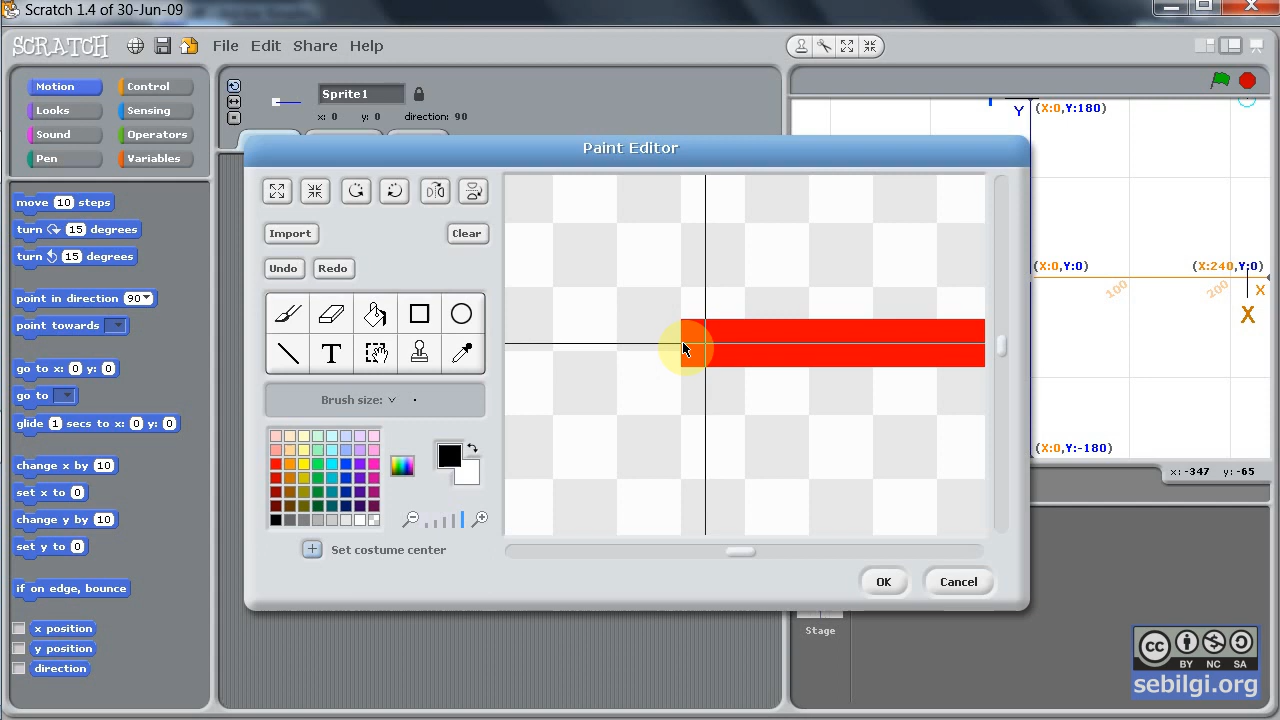 Scratch 1.4 of 30-Jun-09
SCRATCH File Edit Share Help
Motion Control
Looks Sensing
Sound Operators
Pen Variables
Sprite1
x: 0 y: 0 direction: 90
move 10 steps
turn 15 degrees
turn 15 degrees
point in direction 90
point towards
go to x: 0 y: 0
go to
glide 1 secs to x: 0 y: 0
change x by 10
set x to 0
change y by 10
set y to 0
if on edge, bounce
x position
y position
direction
Paint Editor
Import Clear
Undo Redo
T
Brush size:
Set costume center
OK Cancel
Y (X:0,Y:180)
(X:0,Y:0) (X:240,Y:0)
100 200 X
X
(X:0,Y:-180)
x: -347 y: -65
Stage
cc BY NC SA
sebilgi.org